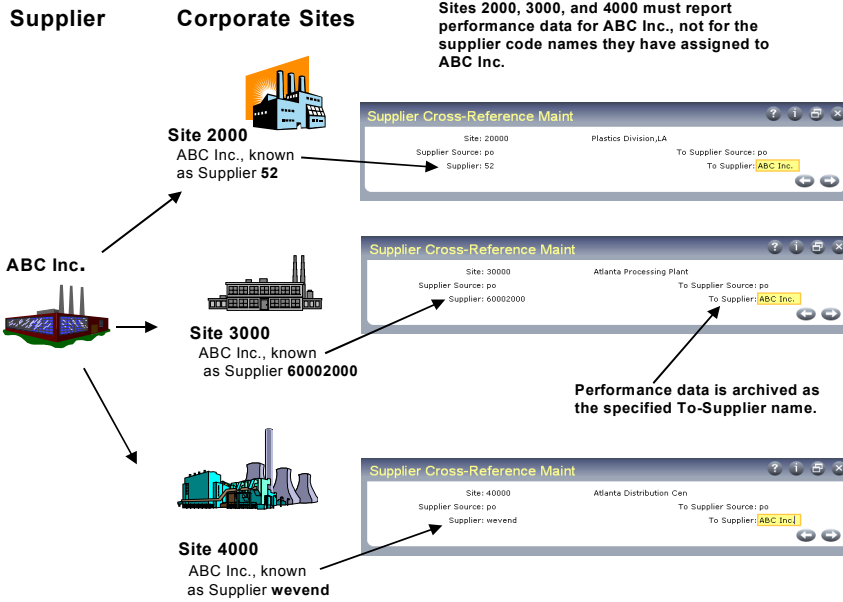 Supplier
Corporate Sites
Sites 2000, 3000, and 4000 must report
performance data for ABC Inc., not for the
supplier code names they have assigned to
ABC Inc.
Site 2000
ABC Inc., known
as Supplier 52
Supplier Cross-Reference Maint
Site: 20000 Plastics Division,LA
Supplier Source: po To Supplier Source: po
Supplier: 52 To Supplier: ABC Inc.
ABC Inc.
Site 3000
ABC Inc., known
as Supplier 60002000
Supplier Cross-Reference Maint
Site: 30000 Atlanta Processing Plant
Supplier Source: po To Supplier Source: po
Supplier: 60002000 To Supplier: ABC Inc.
Performance data is archived as
the specified To-Supplier name.
Site 4000
ABC Inc., known
as Supplier wevend
Supplier Cross-Reference Maint
Site: 40000 Atlanta Distribution Cen
Supplier Source: po To Supplier Source: po
Supplier: wevend To Supplier: ABC Inc.